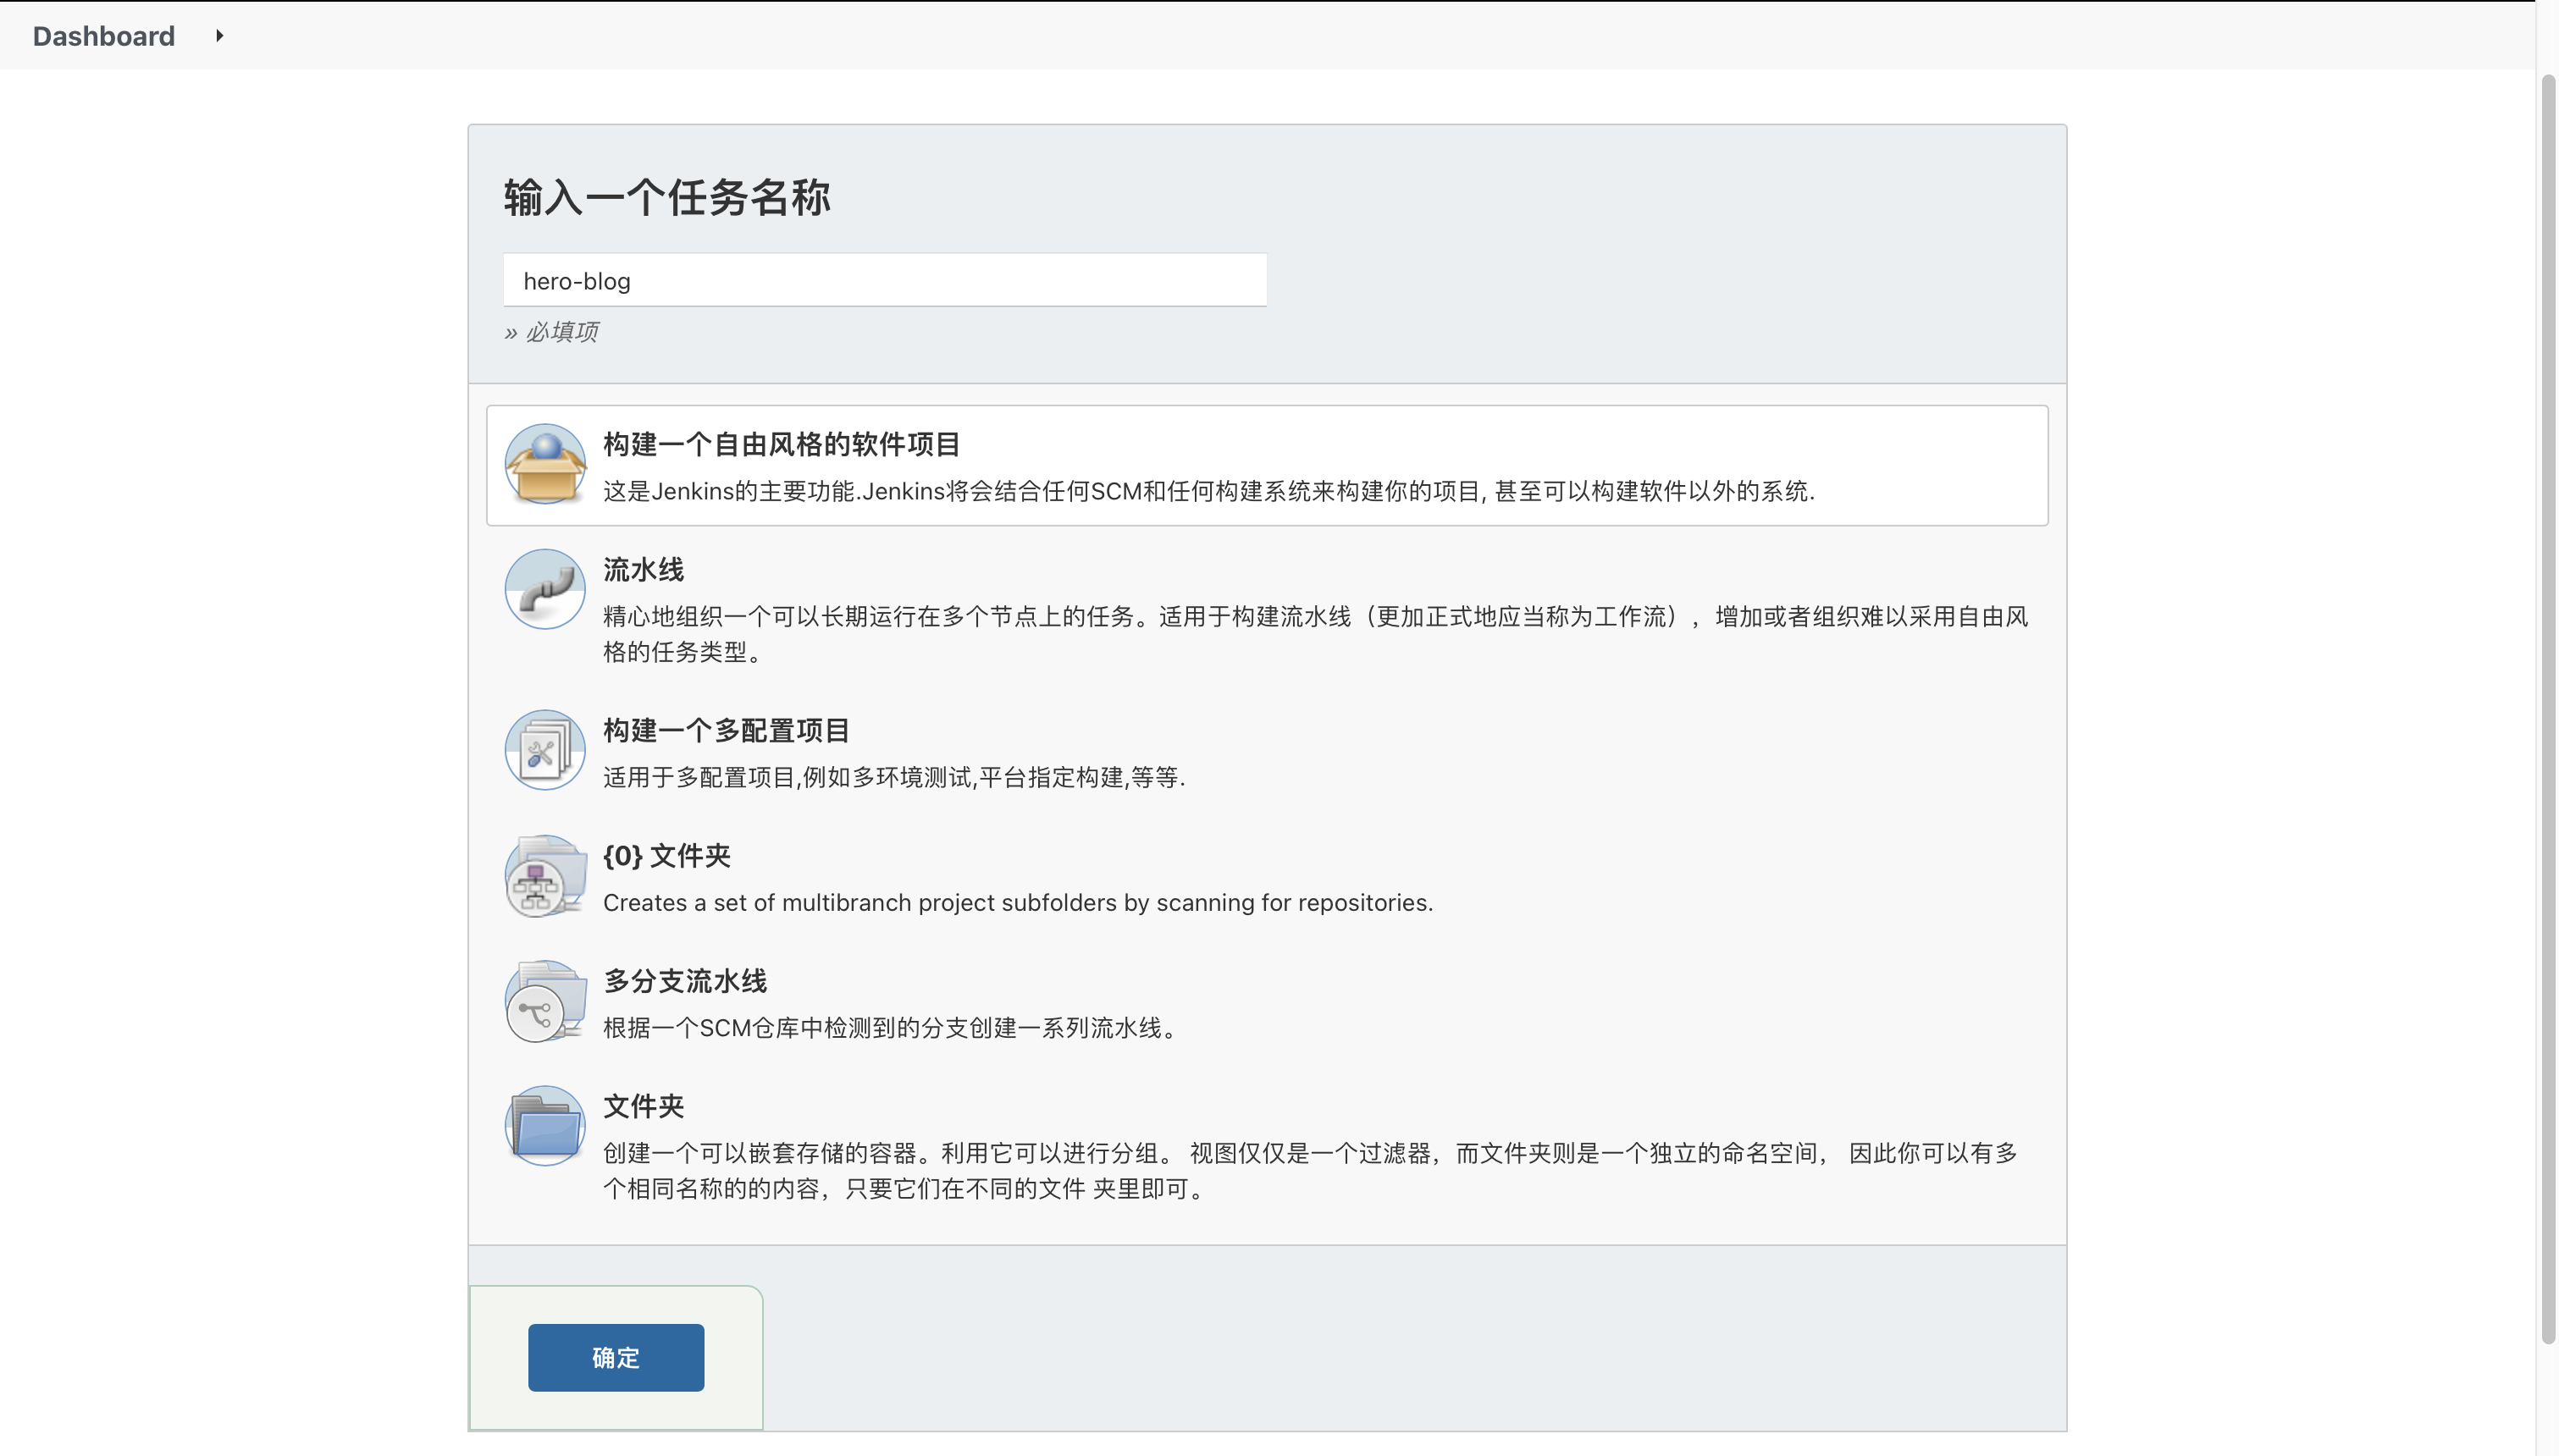 Dashboard
输入一个任务名称
hero-blog
» 必填项
构建一个自由风格的软件项目
这是Jenkins的主要功能.Jenkins将会结合任何SCM和任何构建系统来构建你的项目, 甚至可以构建软件以外的系统.
流水线
精心地组织一个可以长期运行在多个节点上的任务。适用于构建流水线（更加正式地应当称为工作流），增加或者组织难以采用自由风
格的任务类型。
构建一个多配置项目
适用于多配置项目,例如多环境测试,平台指定构建,等等.
{0} 文件夹
Creates a set of multibranch project subfolders by scanning for repositories.
多分支流水线
根据一个SCM仓库中检测到的分支创建一系列流水线。
文件夹
创建一个可以嵌套存储的容器。利用它可以进行分组。 视图仅仅是一个过滤器，而文件夹则是一个独立的命名空间， 因此你可以有多
个相同名称的的内容，只要它们在不同的文件 夹里即可。
确定